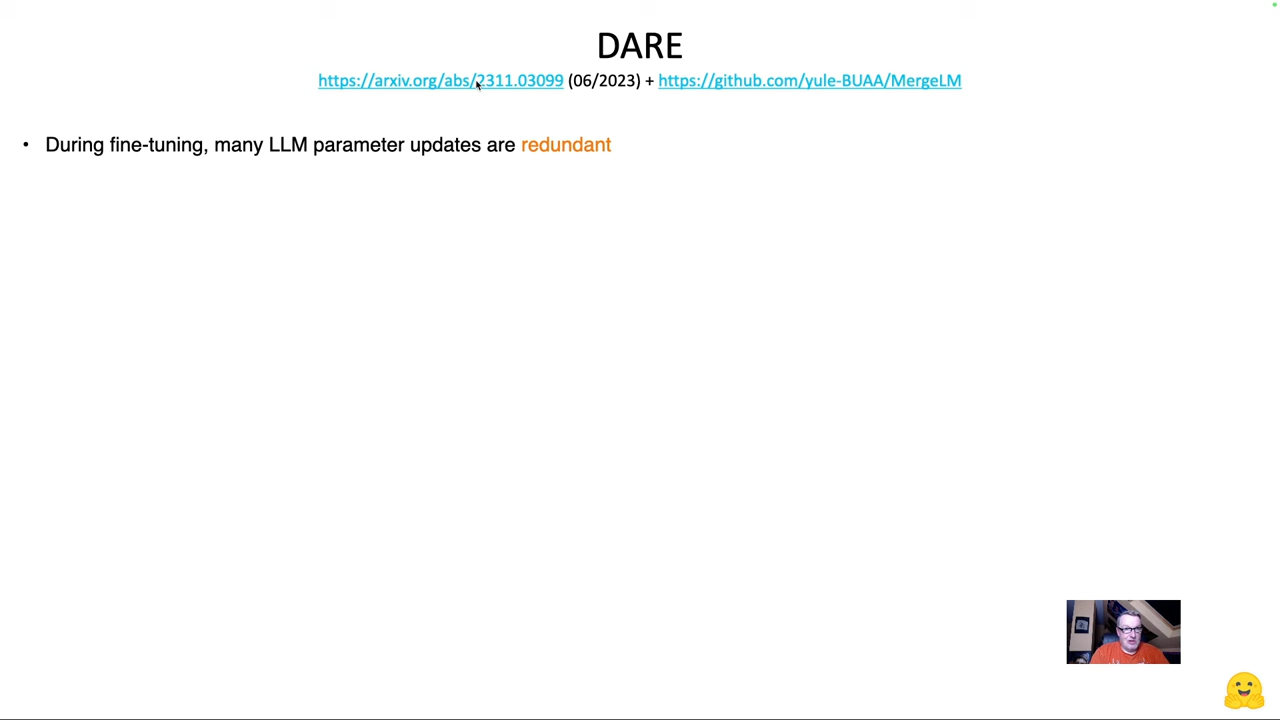 DARE
https://arxiv.org/abs/2311.03099 (06/2023) + https://github.com/yule-BUAA/MergeLM
• During fine-tuning, many LLM parameter updates are redundant